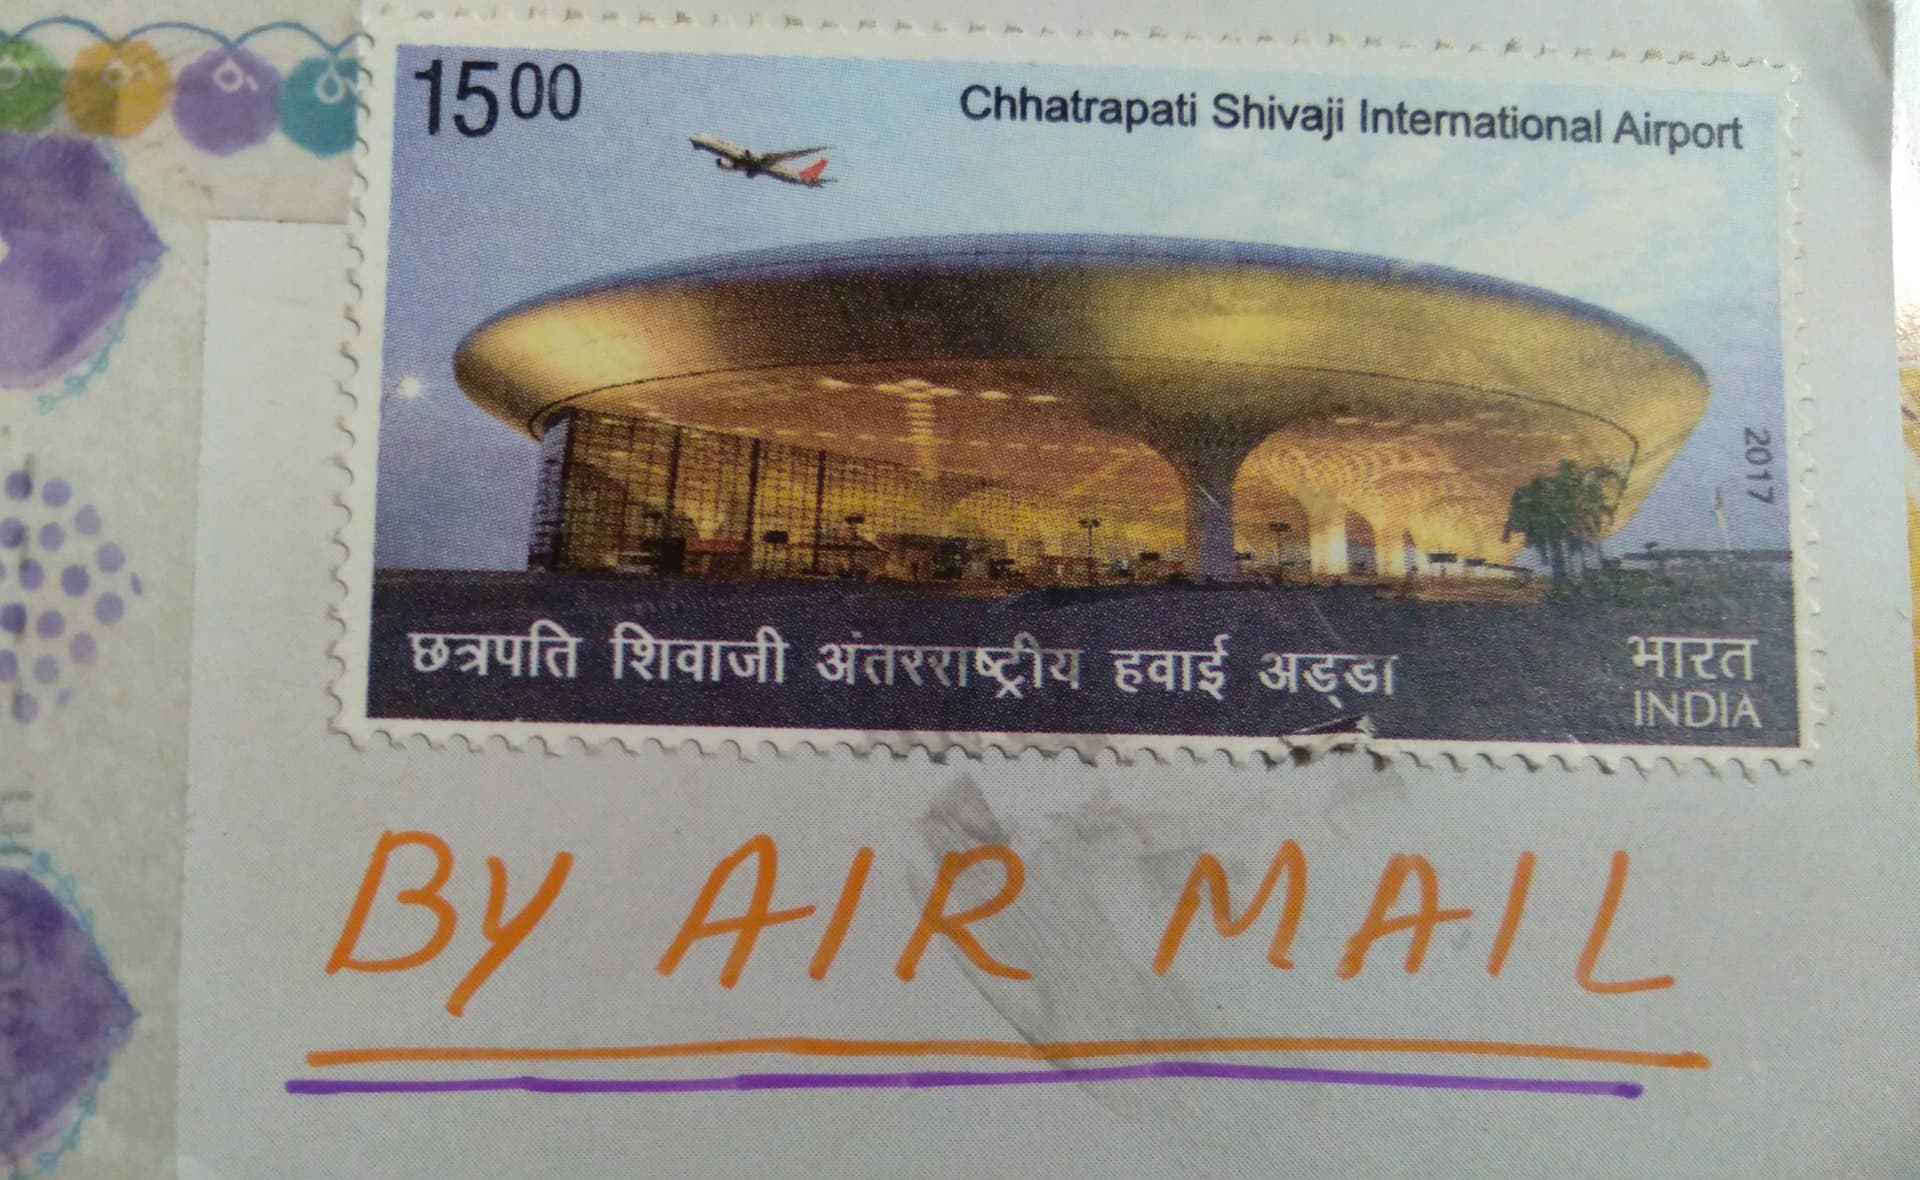 1500
Chhatrapati Shivaji International Airport
2017
छत्रपति शिवाजी अंतरराष्ट्रीय हवाई अड्डा
भारत
INDIA
BY AIR MAIL